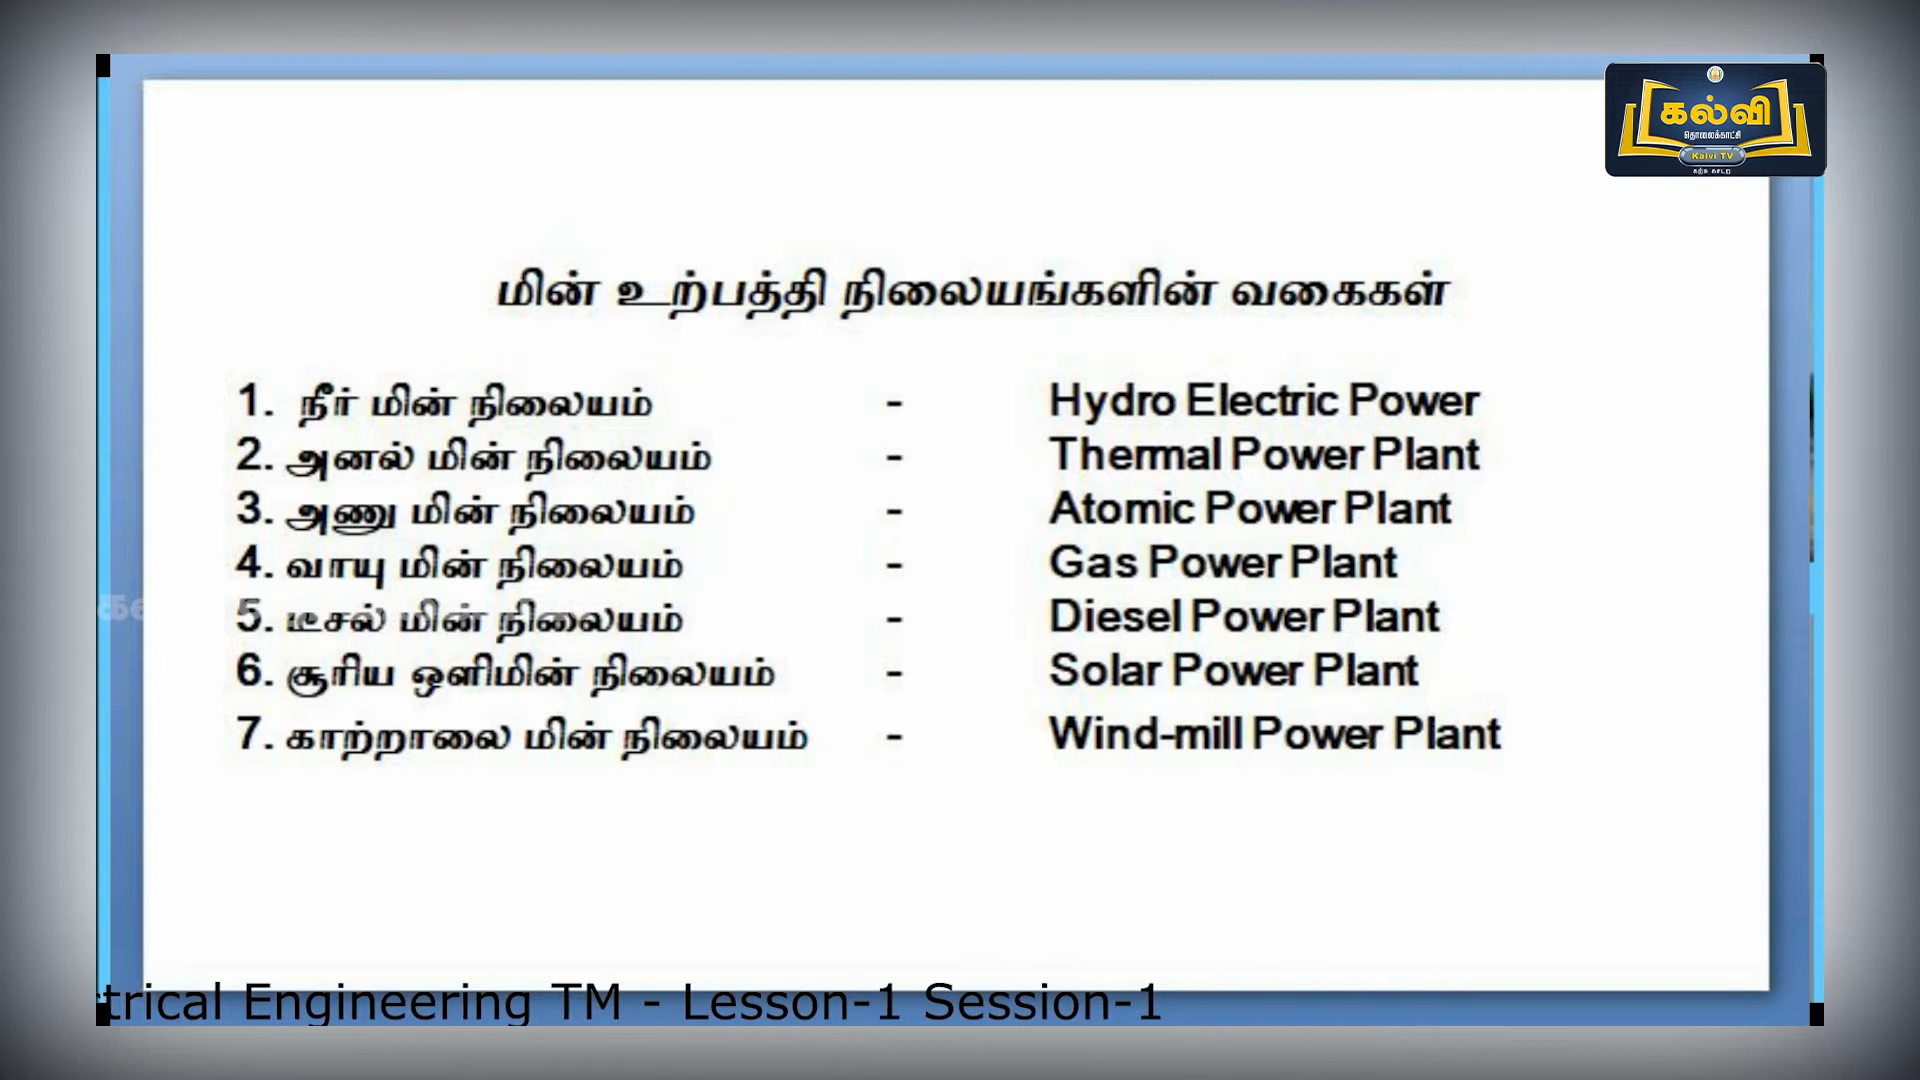 கல்வி
தொலைக்காட்சி
Kalvi TV
கற்க கசடற
மின் உற்பத்தி நிலையங்களின் வகைகள்
1. நீர் மின் நிலையம் - Hydro Electric Power
2. அனல் மின் நிலையம் - Thermal Power Plant
3. அணு மின் நிலையம் - Atomic Power Plant
4. வாயு மின் நிலையம் - Gas Power Plant
5. டீசல் மின் நிலையம் - Diesel Power Plant
6. சூரிய ஒளிமின் நிலையம் - Solar Power Plant
7. காற்றாலை மின் நிலையம் - Wind-mill Power Plant
trical Engineering TM - Lesson-1 Session-1